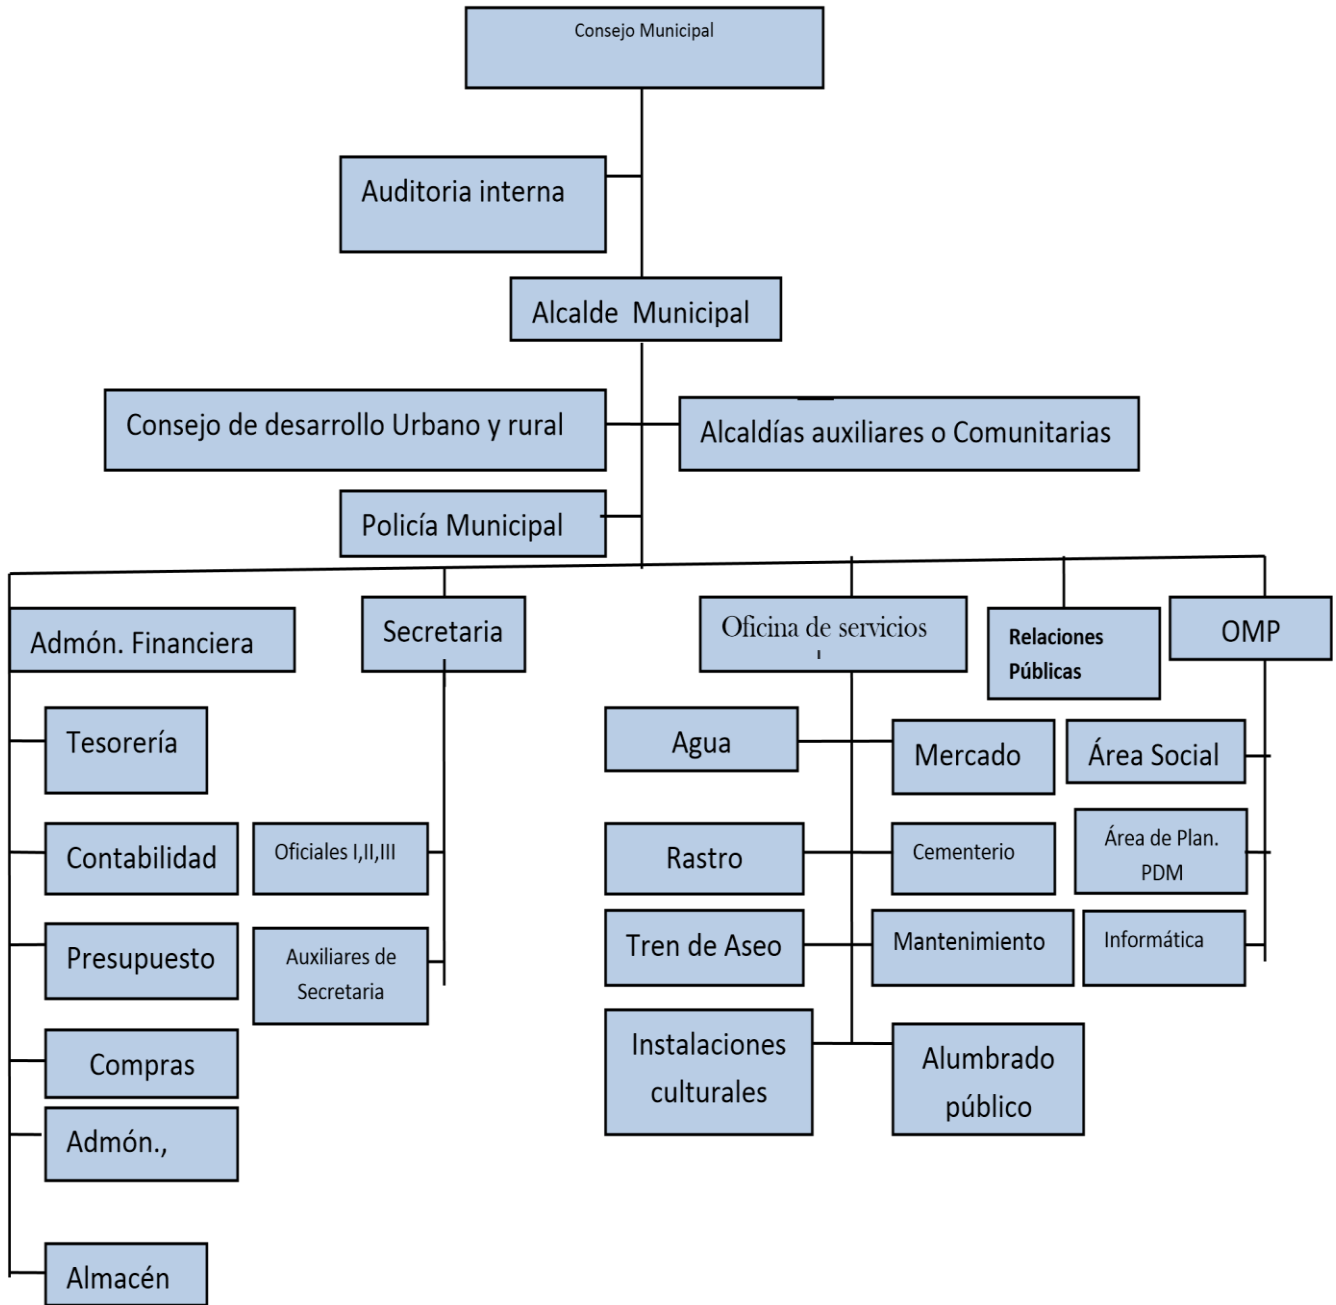 Consejo Municipal
Auditoria interna
Alcalde Municipal
Consejo de desarrollo Urbano y rural
Alcaldías auxiliares o Comunitarias
Policía Municipal
Admón. Financiera
Secretaria
Oficina de servicios
Relaciones
Públicas
OMP
Tesorería
Agua
Mercado
Área Social
Contabilidad
Oficiales I,II,III
Rastro
Cementerio
Área de Plan.
PDM
Presupuesto
Auxiliares de
Secretaria
Tren de Aseo
Mantenimiento
Informática
Compras
Instalaciones
culturales
Alumbrado
público
Admón.,
Almacén